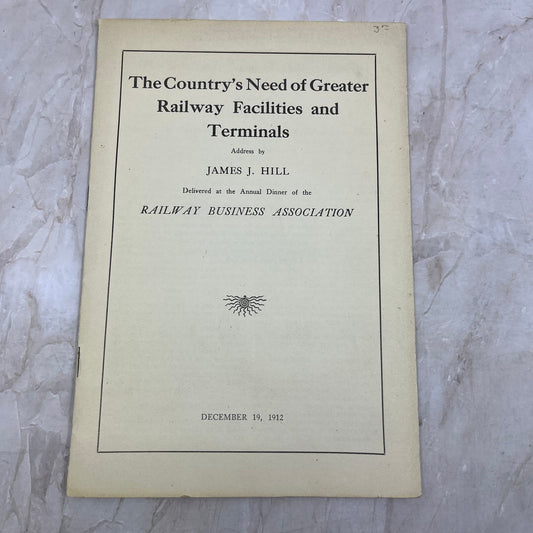 The Country's Need of Greater
Railway Facilities and
Terminals
Address by
JAMES J. HILL
Delivered at the Annual Dinner of the
RAILWAY BUSINESS ASSOCIATION
DECEMBER 19, 1912